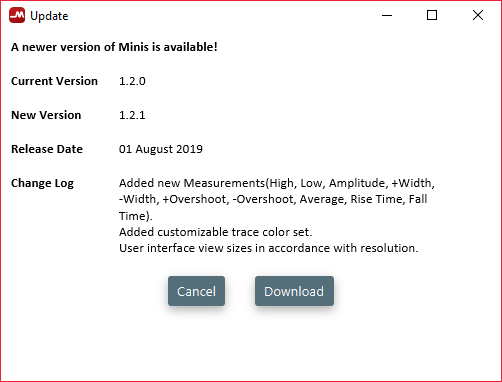 Update
A newer version of Minis is available!
Current Version 1.2.0
New Version 1.2.1
Release Date 01 August 2019
Change Log Added new Measurements(High, Low, Amplitude, +Width,
-Width, +Overshoot, -Overshoot, Average, Rise Time, Fall
Time).
Added customizable trace color set.
User interface view sizes in accordance with resolution.
Cancel Download